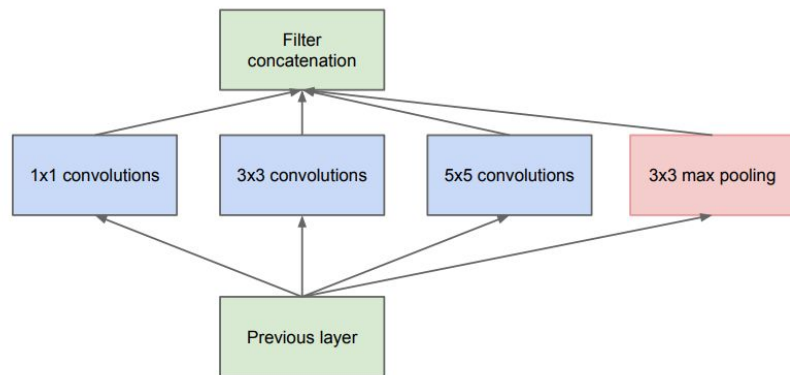 Filter
concatenation
1x1 convolutions
3x3 convolutions
5x5 convolutions
3x3 max pooling
Previous layer